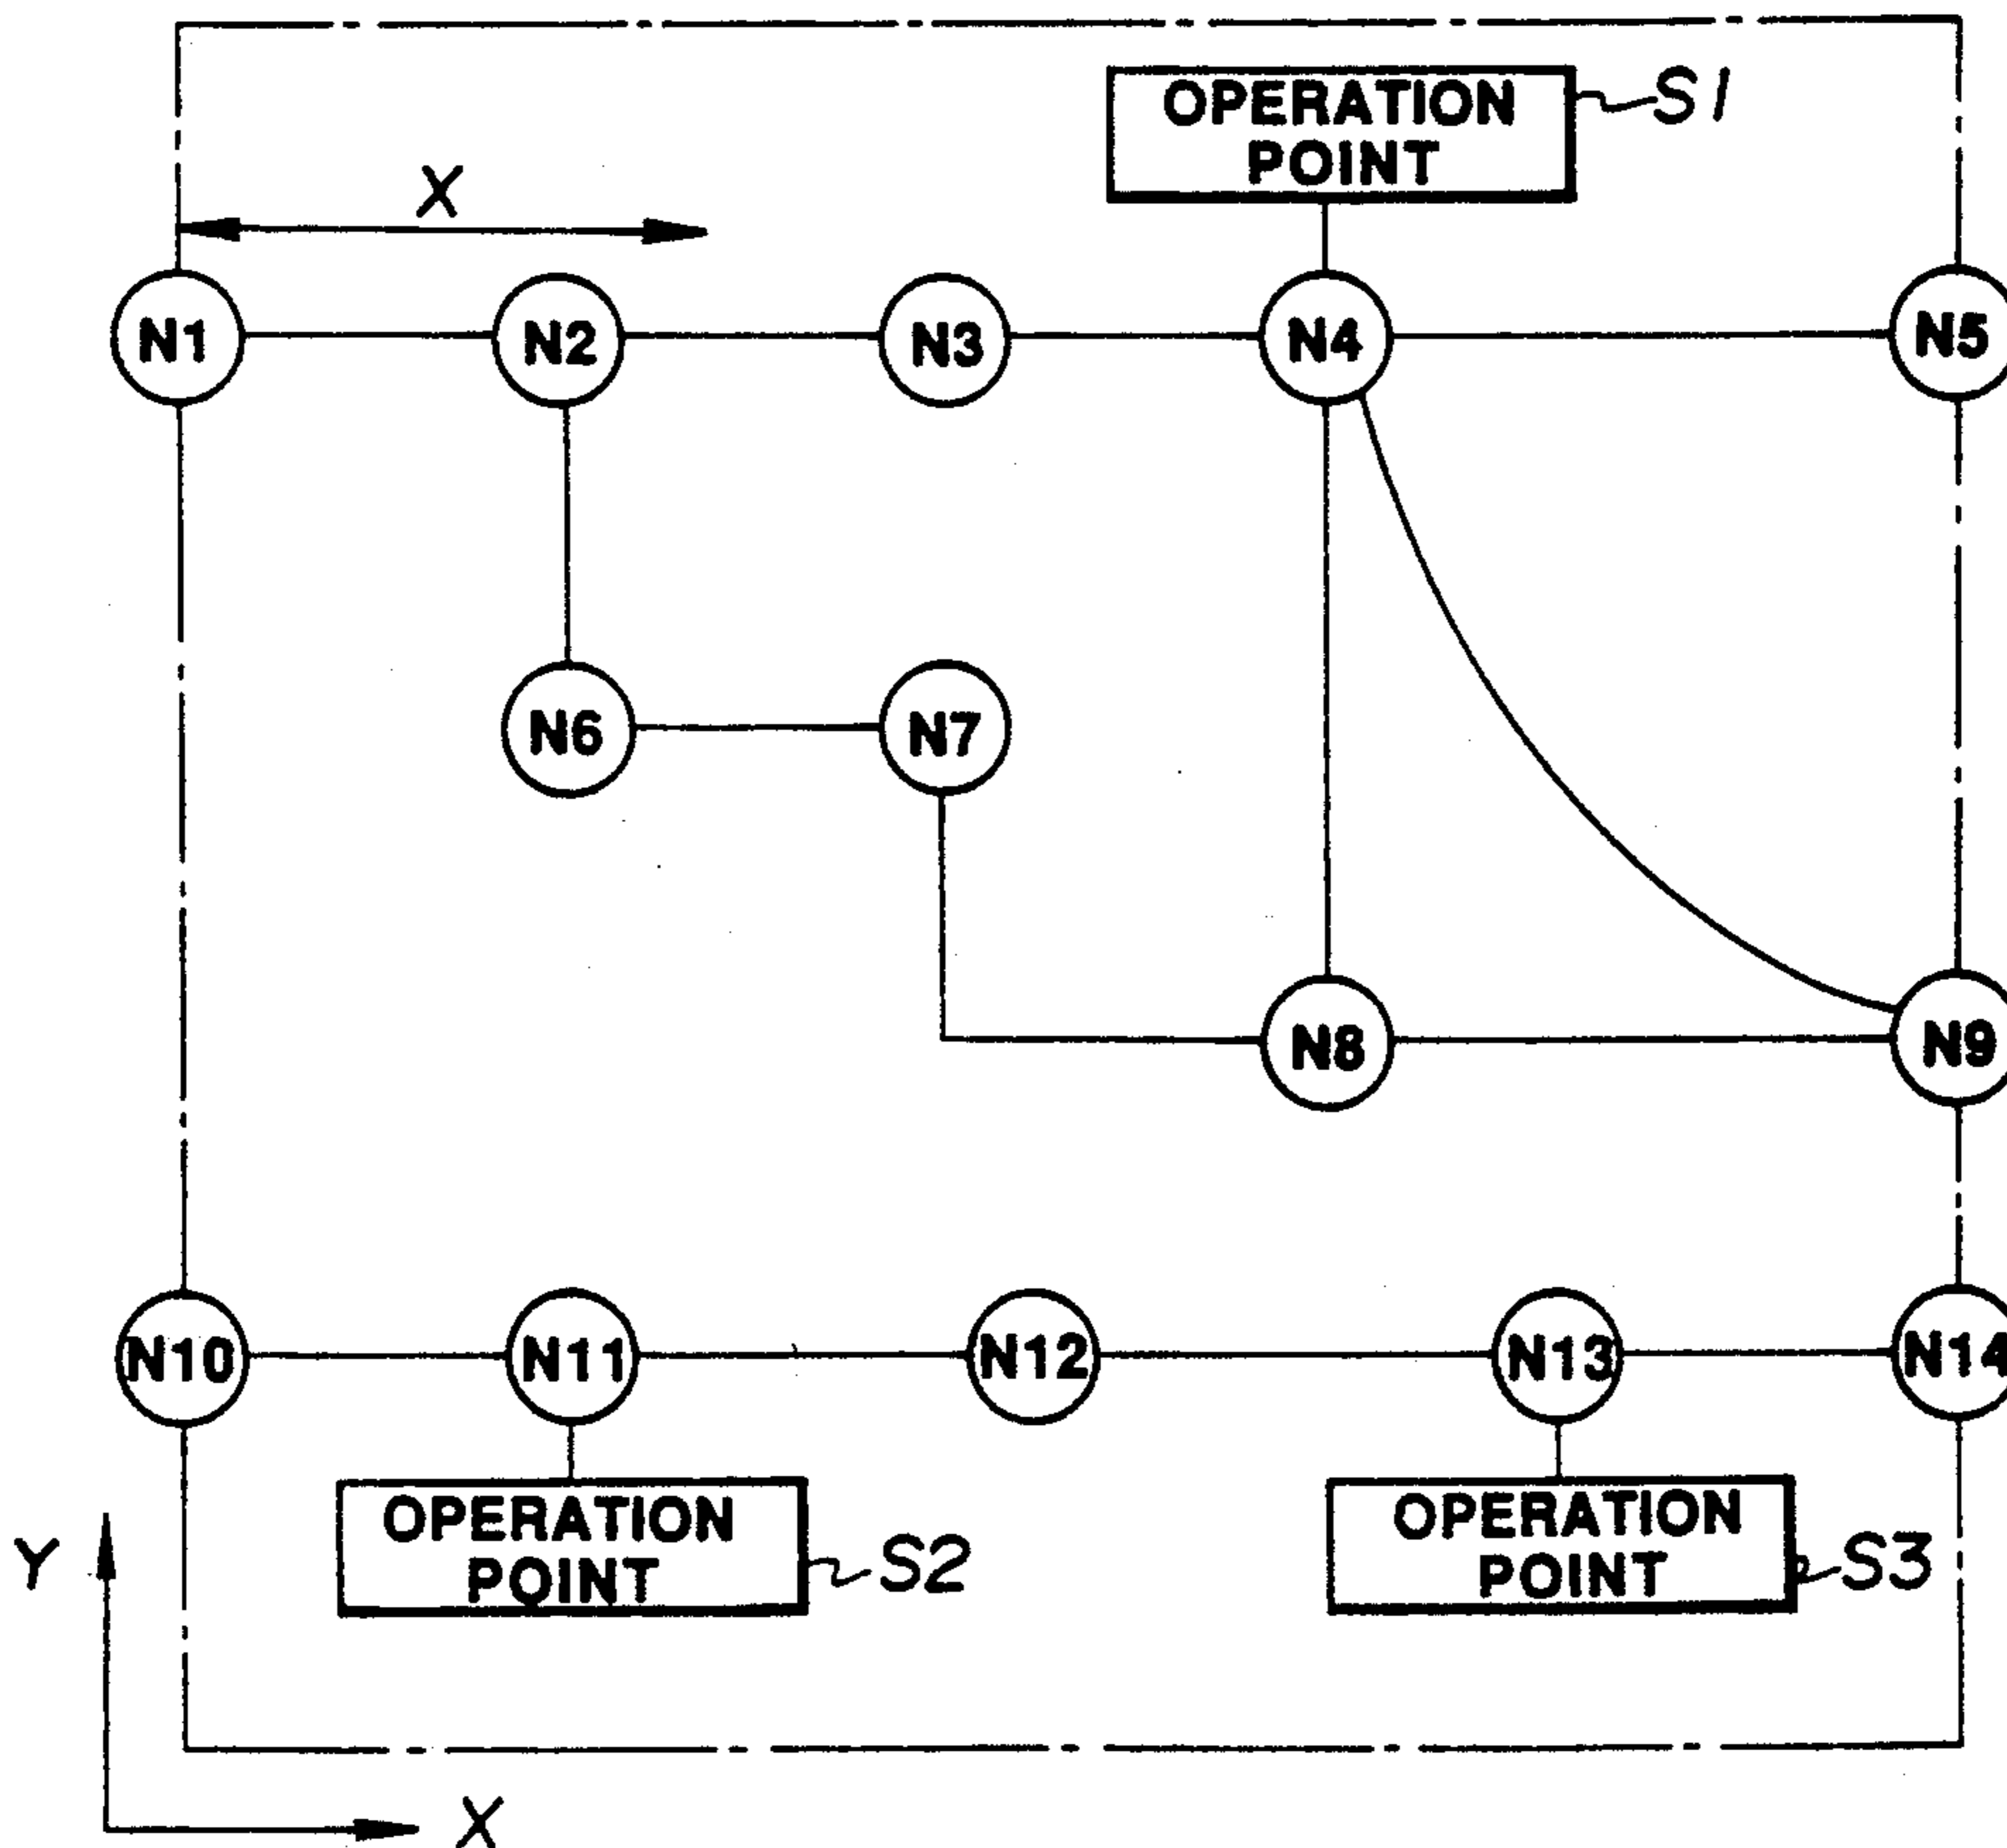 OPERATION
POINT
S1
X
N1
N2
N3
N4
N5
N6
N7
N8
N9
N10
N11
N12
N13
N14
OPERATION
POINT
S2
OPERATION
POINT
S3
Y
X